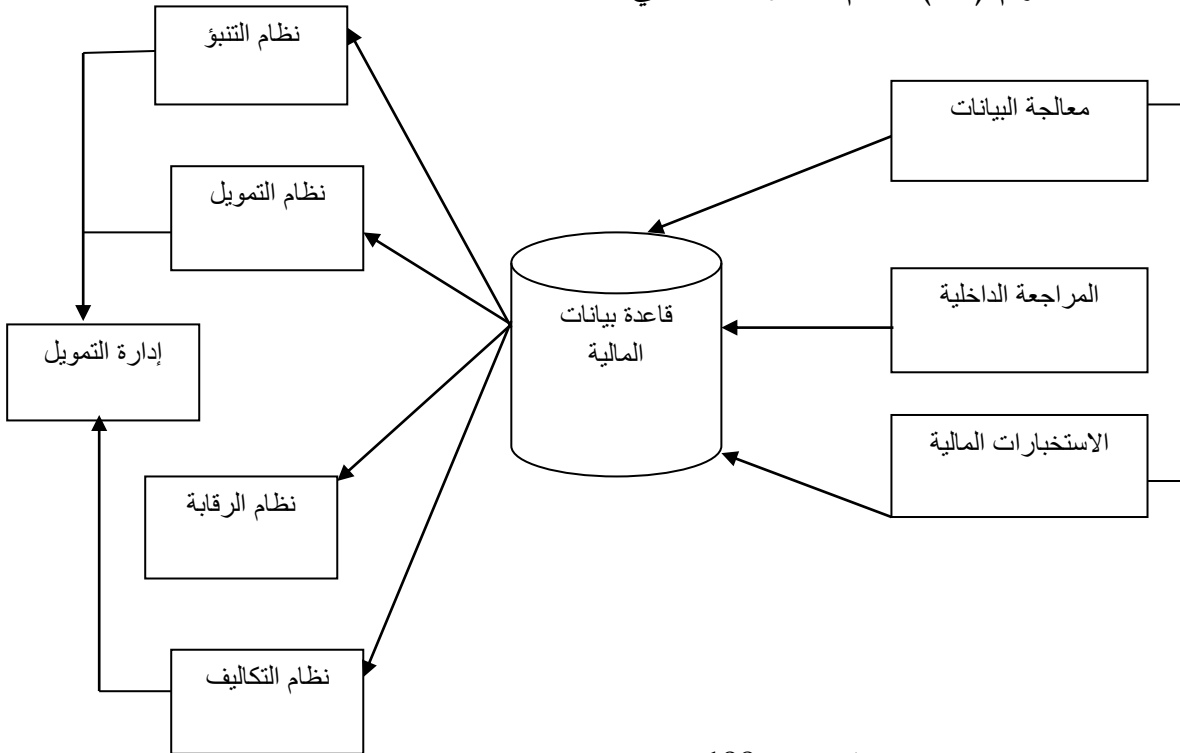 نظام التنبؤ
معالجة البيانات
نظام التمويل
المراجعة الداخلية
قاعدة بيانات
المالية
إدارة التمويل
الاستخبارات المالية
نظام الرقابة
نظام التكاليف